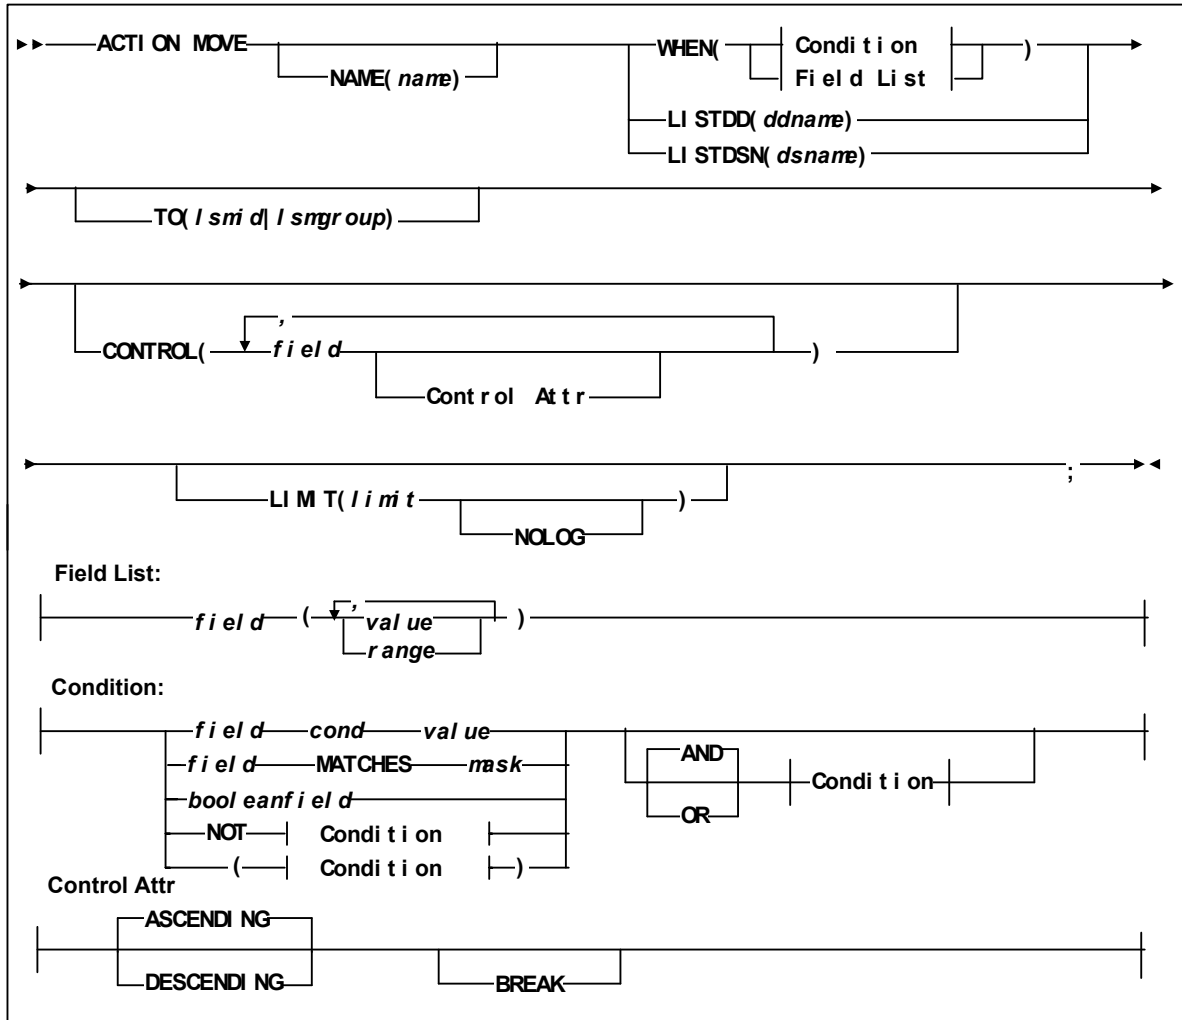 ACTION MOVE
NAME(name)
WHEN( Condition )
Field List
LISTDD(ddname)
LISTDSN(dsname)
TO(lsmid|lsmgroup)
,
CONTROL( field )
Control Attr
LIMIT(limit ) ;
NOLOG
Field List:
,
field ( value )
range
Condition:
field cond value
field MATCHES mask
booleanfield
NOT Condition
( Condition )
AND
OR
Condition
Control Attr
ASCENDING
DESCENDING
BREAK